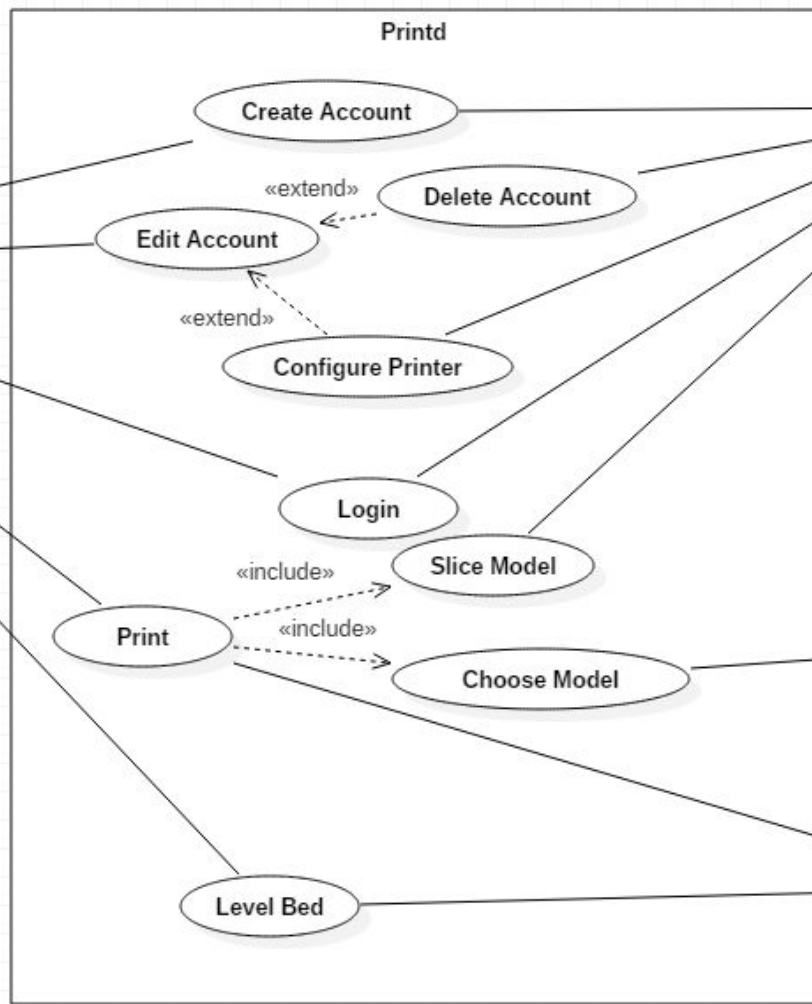 Printd
Create Account
«extend»
Delete Account
Edit Account
«extend»
Configure Printer
Login
Slice Model
«include»
Print
«include»
Choose Model
Level Bed